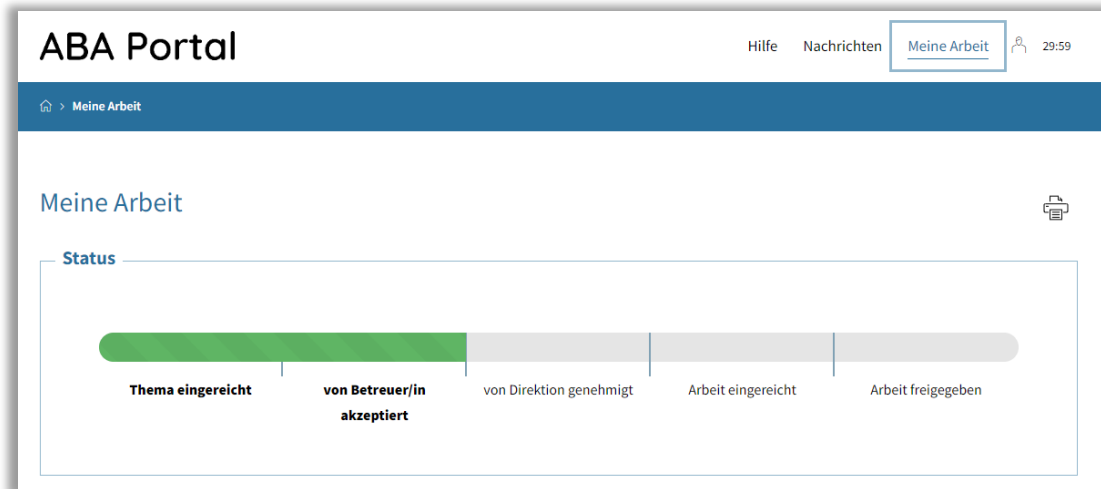 ABA Portal
Hilfe Nachrichten Meine Arbeit 29:59
> Meine Arbeit
Meine Arbeit
Status
Thema eingereicht
von Betreuer/in
akzeptiert
von Direktion genehmigt
Arbeit eingereicht
Arbeit freigegeben